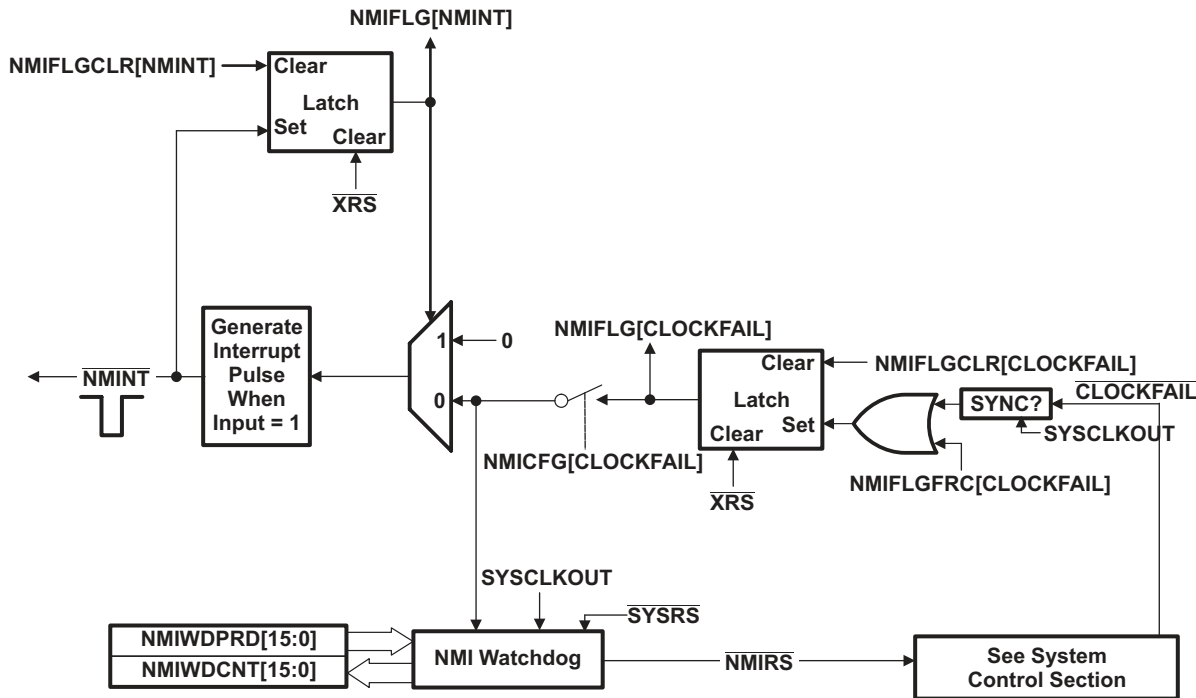 NMIFLG[NMINT]
NMIFLGCLR[NMINT]
Clear
Latch
Set
Clear
XRS
Generate
Interrupt
Pulse
When
Input = 1
NMINT
1
0
0
NMIFLG[CLOCKFAIL]
NMICFG[CLOCKFAIL]
Clear
Latch
Set
Clear
XRS
NMIFLGCLR[CLOCKFAIL]
CLOCKFAIL
SYNC?
SYSCLKOUT
NMIFLGFRC[CLOCKFAIL]
SYSCLKOUT
SYSRS
NMIWDPRD[15:0]
NMIWDCNT[15:0]
NMI Watchdog
NMIRS
See System
Control Section